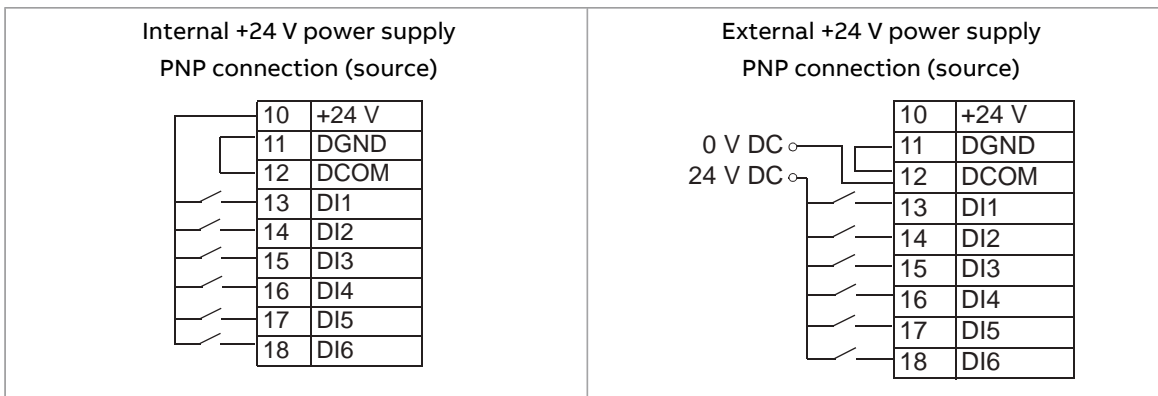 Internal +24 V power supply
PNP connection (source)
10 +24 V
11 DGND
12 DCOM
13 DI1
14 DI2
15 DI3
16 DI4
17 DI5
18 DI6
External +24 V power supply
PNP connection (source)
10 +24 V
0 V DC 11 DGND
24 V DC 12 DCOM
13 DI1
14 DI2
15 DI3
16 DI4
17 DI5
18 DI6